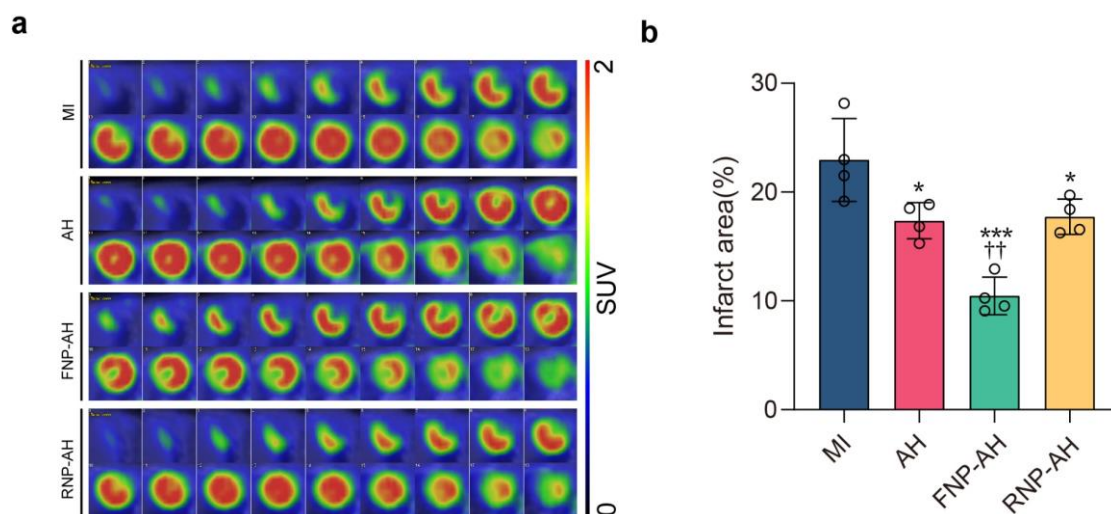 a
MI
AH
FNP-AH
RNP-AH
2
SUV
0
b
Infarct area(%)
30
20
10
0
*
***
††
*
MI
AH
FNP-AH
RNP-AH